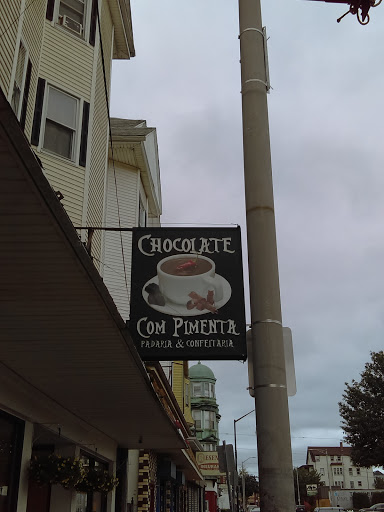 CHOCOLATE
COM PIMENTA
PADARIA & CONFEITARIA